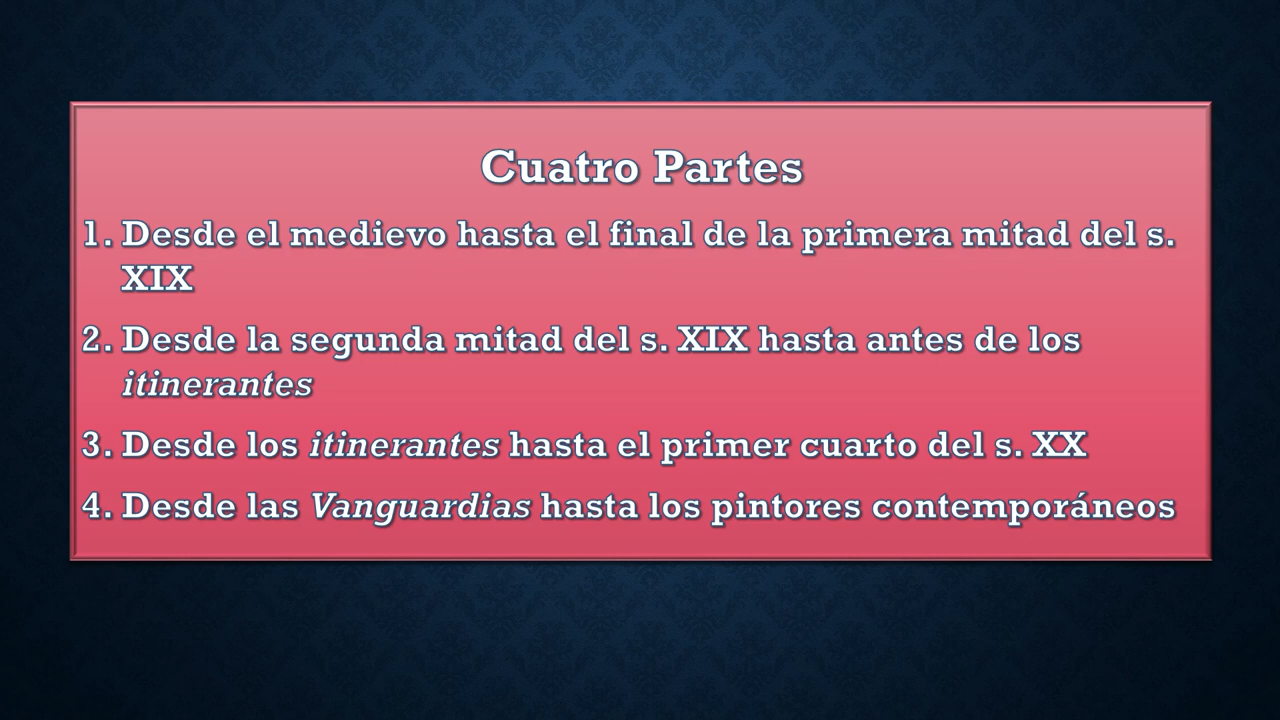 Cuatro Partes
1. Desde el medievo hasta el final de la primera mitad del s.
XIX
2. Desde la segunda mitad del s. XIX hasta antes de los
itinerantes
3. Desde los itinerantes hasta el primer cuarto del s. XX
4. Desde las Vanguardias hasta los pintores contemporáneos